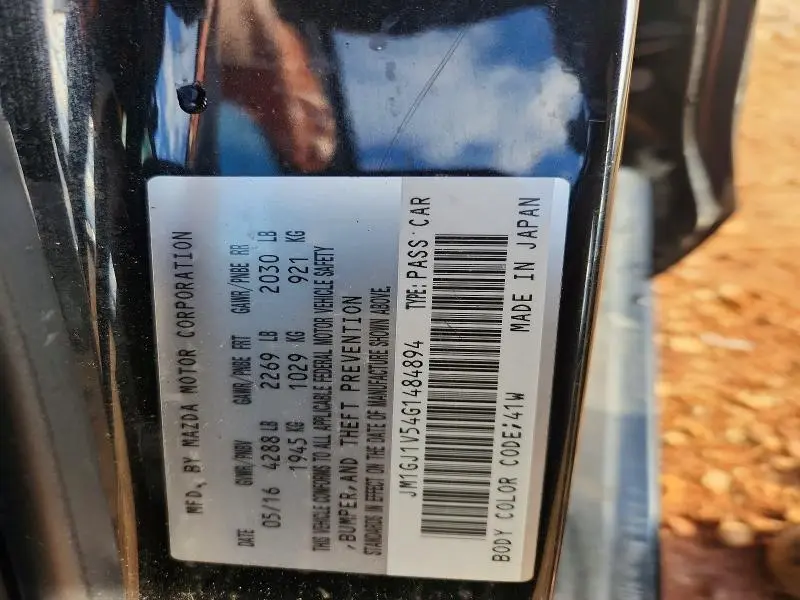 MFD. BY MAZDA MOTOR CORPORATION
DATE GVWR/PNBV GAWR/PNBE FRT GAWR/PNBE RR
05/16 4288 LB 2269 LB 2030 LB
1945 KG 1029 KG 921 KG
THIS VEHICLE CONFORMS TO ALL APPLICABLE FEDERAL MOTOR VEHICLE SAFETY
, BUMPER, AND THEFT PREVENTION
STANDARDS IN EFFECT ON THE DATE OF MANUFACTURE SHOWN ABOVE.
JM1GJ1V54G1484894 TYPE: PASS CAR
BODY COLOR CODE;41W MADE IN JAPAN